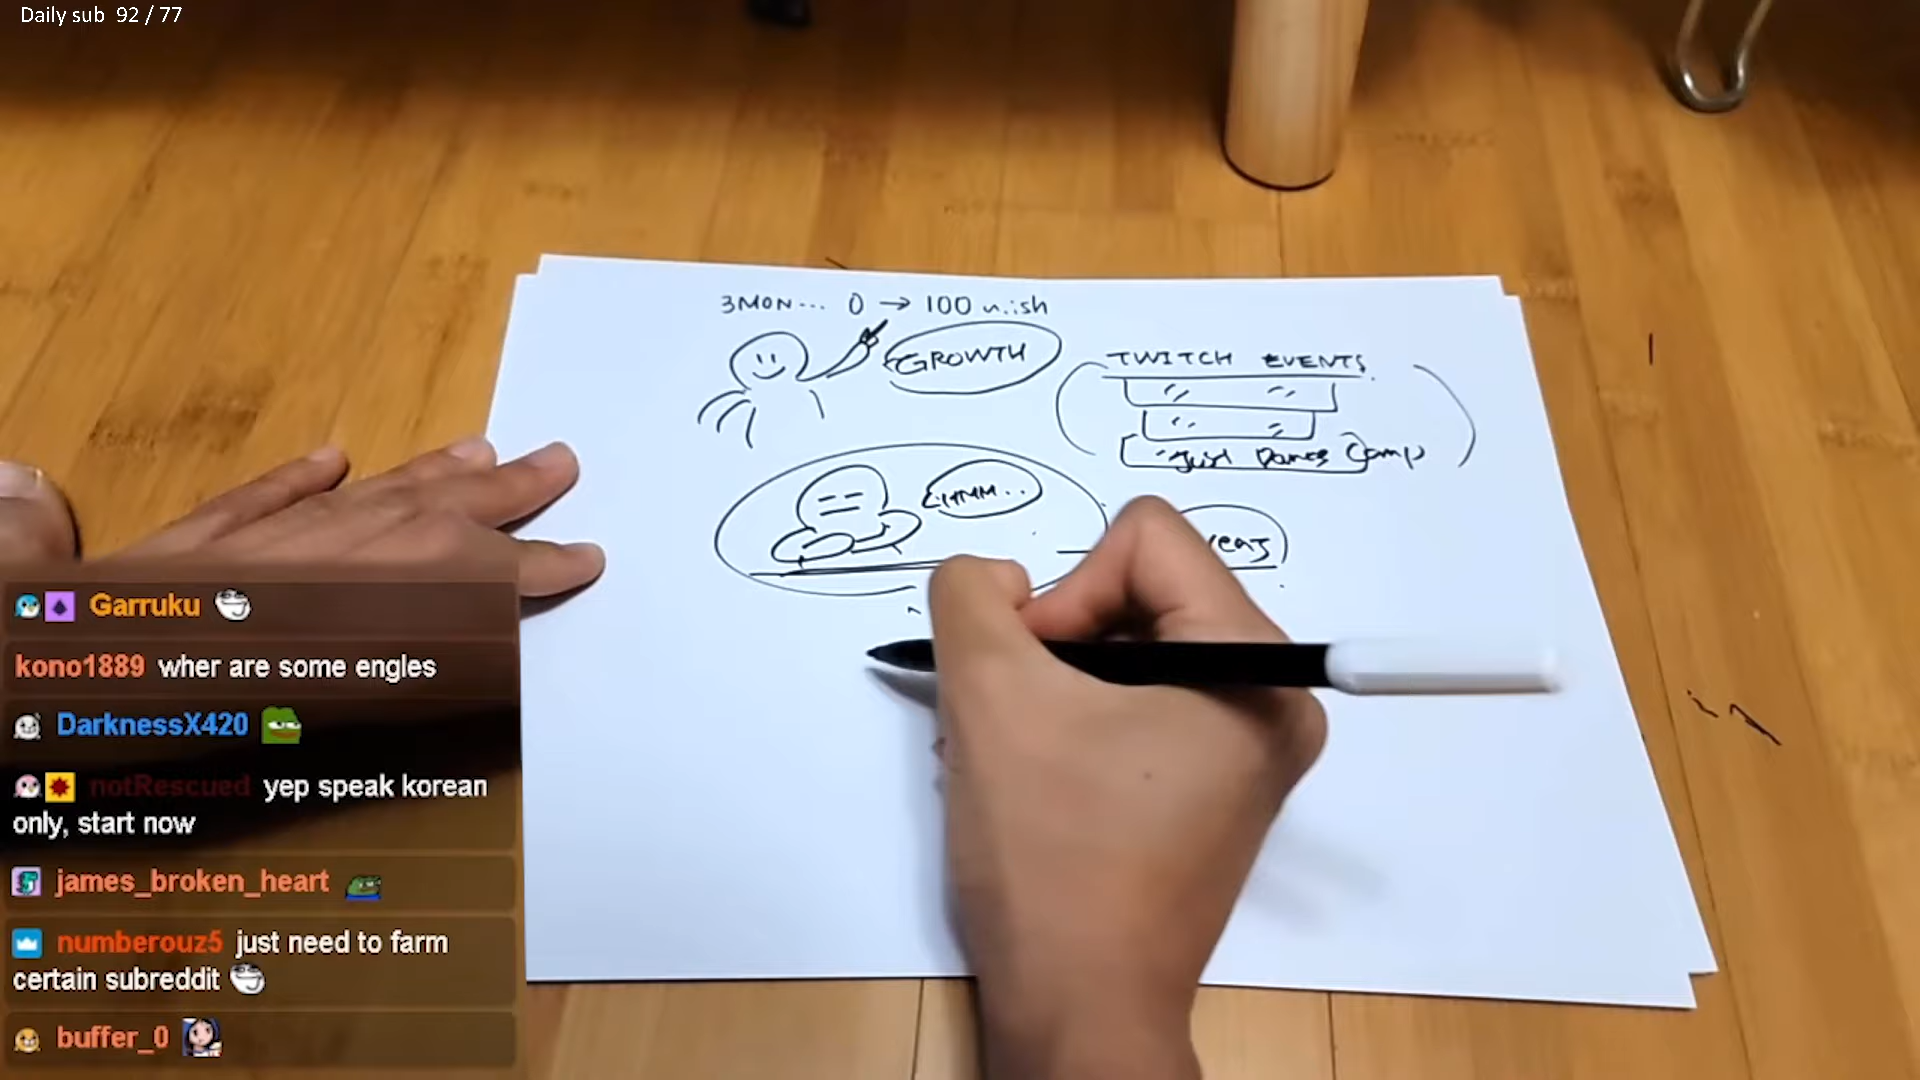 Daily sub 92 / 77
3MON... 0 → 100 v.ish
GROWTH
TWITCH EVENTS
Just Dance Camp
HMM..
Garruku
kono1889 wher are some engles
DarknessX420
notRescued yep speak korean
only, start now
james_broken_heart
numberouz5 just need to farm
certain subreddit
buffer_0